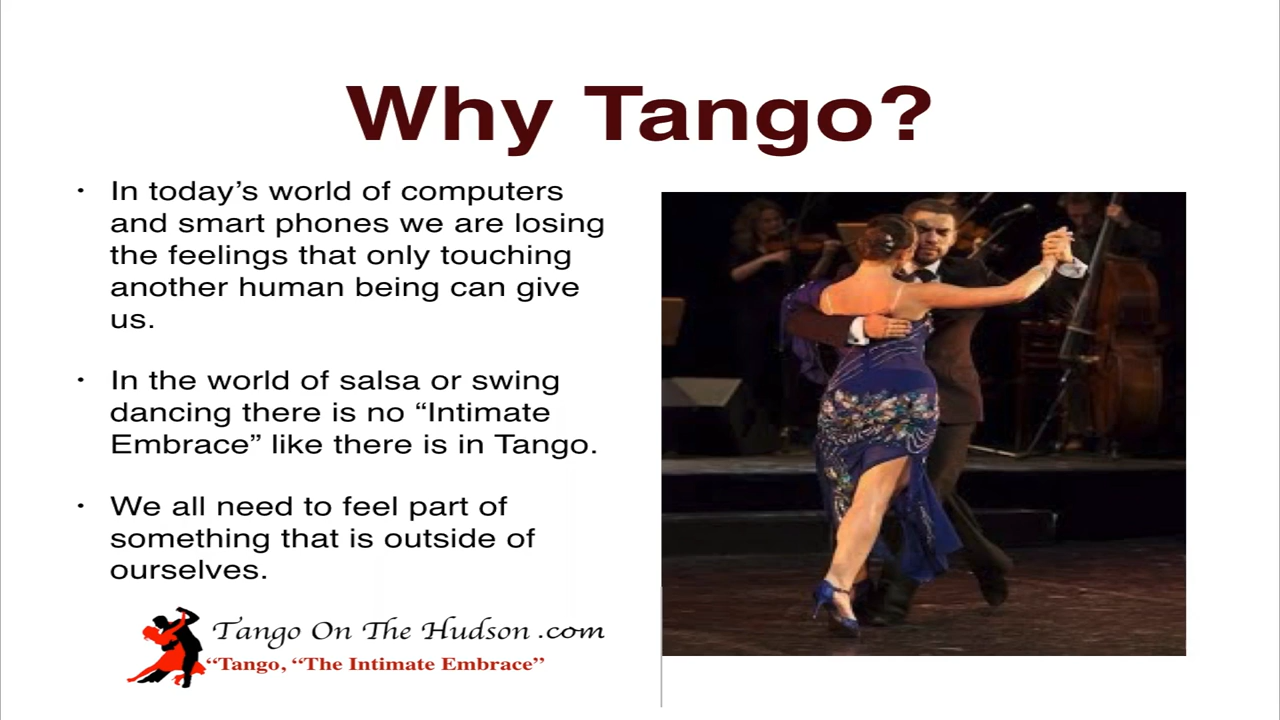 Why Tango?
• In today’s world of computers
and smart phones we are losing
the feelings that only touching
another human being can give
us.
• In the world of salsa or swing
dancing there is no “Intimate
Embrace” like there is in Tango.
• We all need to feel part of
something that is outside of
ourselves.
Tango On The Hudson .com
“Tango, “The Intimate Embrace”